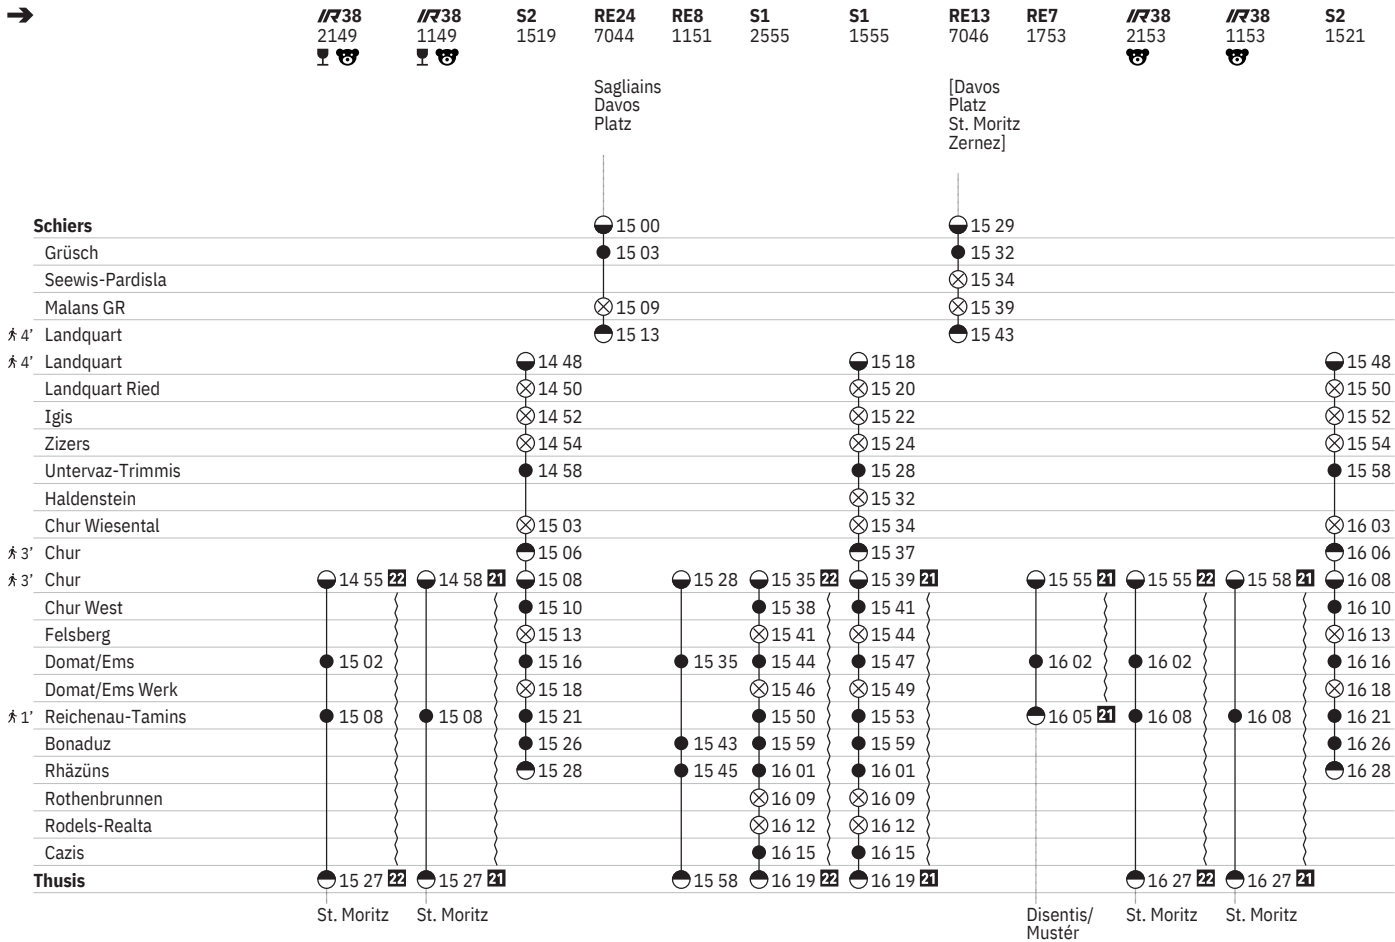 IR38 IR38 S2 RE24 RE8 S1 S1 RE13 RE7 IR38 IR38 S2
2149 1149 1519 7044 1151 2555 1555 7046 1753 2153 1153 1521
Sagliains [Davos
Davos Platz
Platz St. Moritz
Zernez]
Schiers 15 00 15 29
Grüsch 15 03 15 32
Seewis-Pardisla 15 34
Malans GR 15 09 15 39
4’ Landquart 15 13 15 43
4’ Landquart 14 48 15 18 15 48
Landquart Ried 14 50 15 20 15 50
Igis 14 52 15 22 15 52
Zizers 14 54 15 24 15 54
Untervaz-Trimmis 14 58 15 28 15 58
Haldenstein 15 32
Chur Wiesental 15 03 15 34 16 03
3’ Chur 15 06 15 37 16 06
3’ Chur 14 55 22 14 58 21 15 08 15 28 15 35 22 15 39 21 15 55 21 15 55 22 15 58 21 16 08
Chur West 15 10 15 38 15 41 16 10
Felsberg 15 13 15 41 15 44 16 13
Domat/Ems 15 02 15 16 15 35 15 44 15 47 16 02 16 02 16 16
Domat/Ems Werk 15 18 15 46 15 49 16 18
1’ Reichenau-Tamins 15 08 15 08 15 21 15 50 15 53 16 05 21 16 08 16 08 16 21
Bonaduz 15 26 15 43 15 59 15 59 16 26
Rhäzüns 15 28 15 45 16 01 16 01 16 28
Rothenbrunnen 16 09 16 09
Rodels-Realta 16 12 16 12
Cazis 16 15 16 15
Thusis 15 27 22 15 27 21 15 58 16 19 22 16 19 21 16 27 22 16 27 21
St. Moritz St. Moritz Disentis/ St. Moritz St. Moritz
Mustér